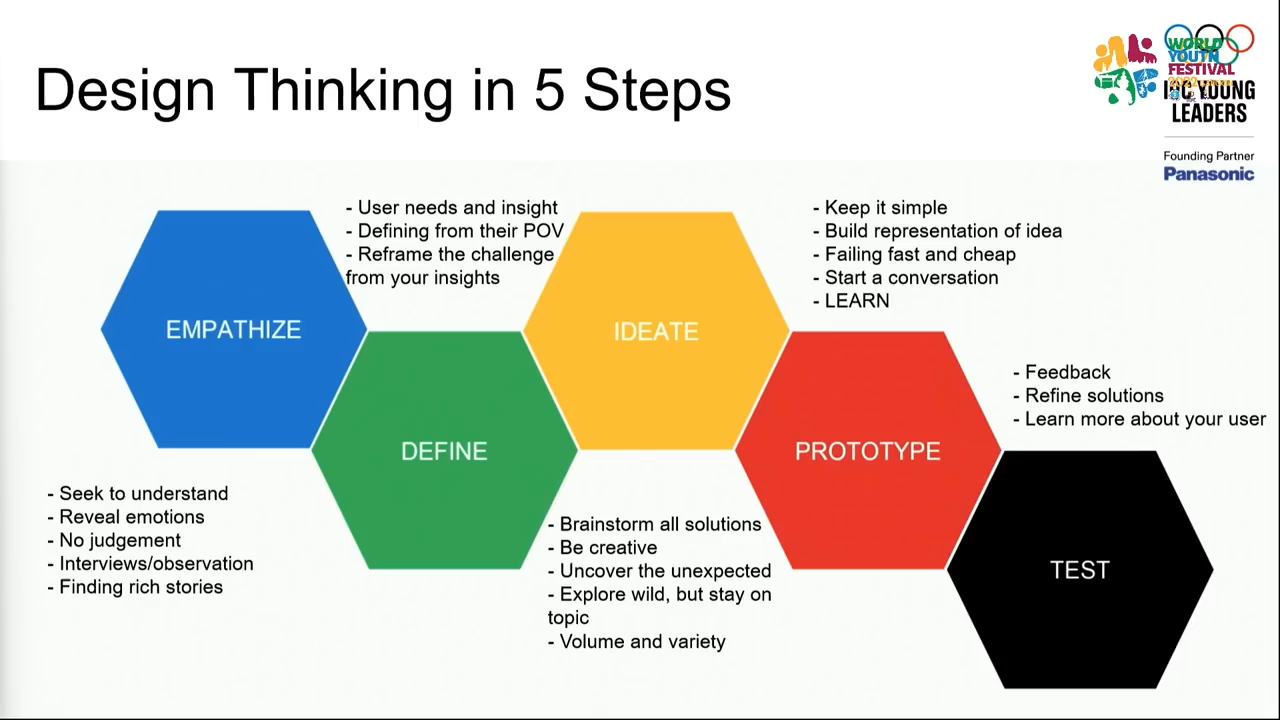 Design Thinking in 5 Steps
WORLD
YOUTH
FESTIVAL
YOUNG
LEADERS
Founding Partner
Panasonic
EMPATHIZE
- Seek to understand
- Reveal emotions
- No judgement
- Interviews/observation
- Finding rich stories
- User needs and insight
- Defining from their POV
- Reframe the challenge
from your insights
DEFINE
IDEATE
- Brainstorm all solutions
- Be creative
- Uncover the unexpected
- Explore wild, but stay on
topic
- Volume and variety
- Keep it simple
- Build representation of idea
- Failing fast and cheap
- Start a conversation
- LEARN
PROTOTYPE
- Feedback
- Refine solutions
- Learn more about your user
TEST